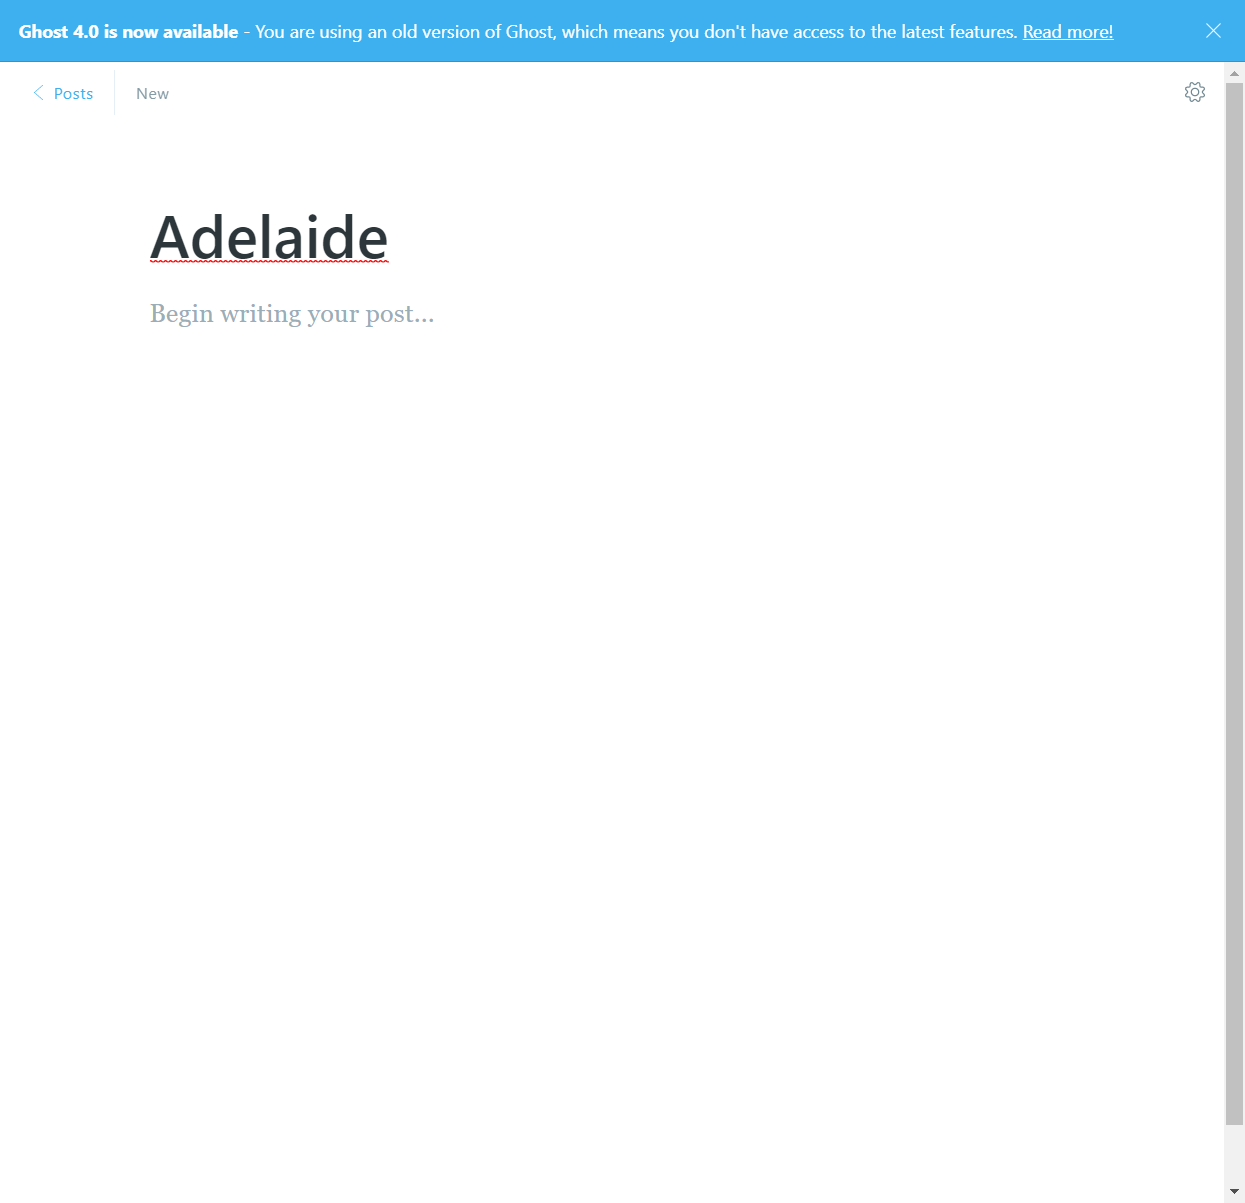 Ghost 4.0 is now available - You are using an old version of Ghost, which means you don't have access to the latest features. Read more!
Posts New
Adelaide
Begin writing your post...